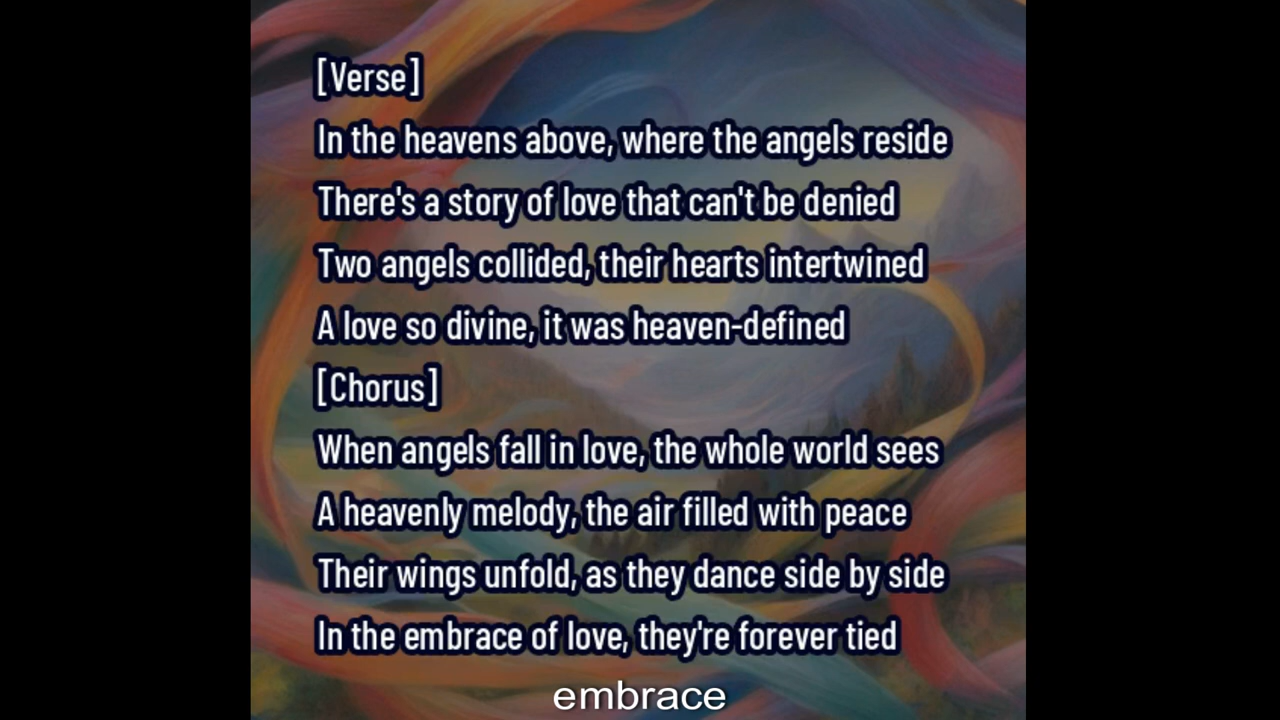 [Verse]
In the heavens above, where the angels reside
There's a story of love that can't be denied
Two angels collided, their hearts intertwined
A love so divine, it was heaven-defined
[Chorus]
When angels fall in love, the whole world sees
A heavenly melody, the air filled with peace
Their wings unfold, as they dance side by side
In the embrace of love, they're forever tied
embrace